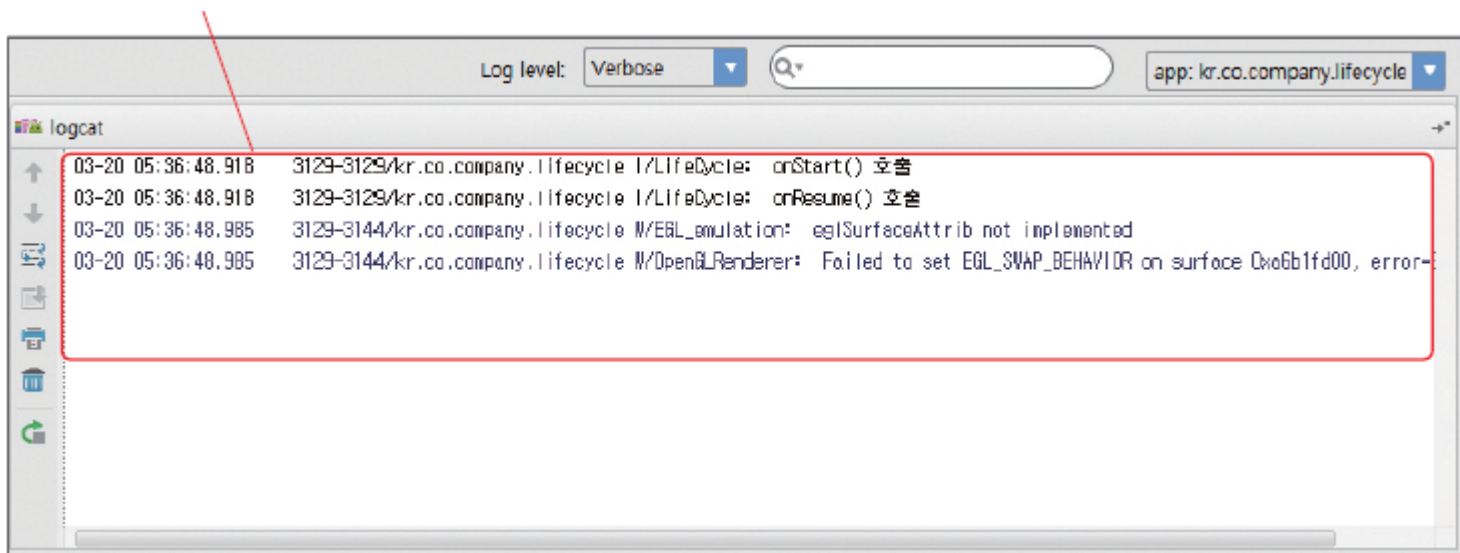 Log level: Verbose app: kr.co.company.lifecycle
logcat
03-20 05:36:48.918 3129-3129/kr.co.company.lifecycle I/LifeCycle: onStart() 호출
03-20 05:36:48.918 3129-3129/kr.co.company.lifecycle I/LifeCycle: onResume() 호출
03-20 05:36:48.985 3129-3144/kr.co.company.lifecycle W/EGL_emulation: eglSurfaceAttrib not implemented
03-20 05:36:48.985 3129-3144/kr.co.company.lifecycle W/OpenGLRenderer: Failed to set EGL_SWAP_BEHAVIOR on surface 0xa6b1fd00, error=